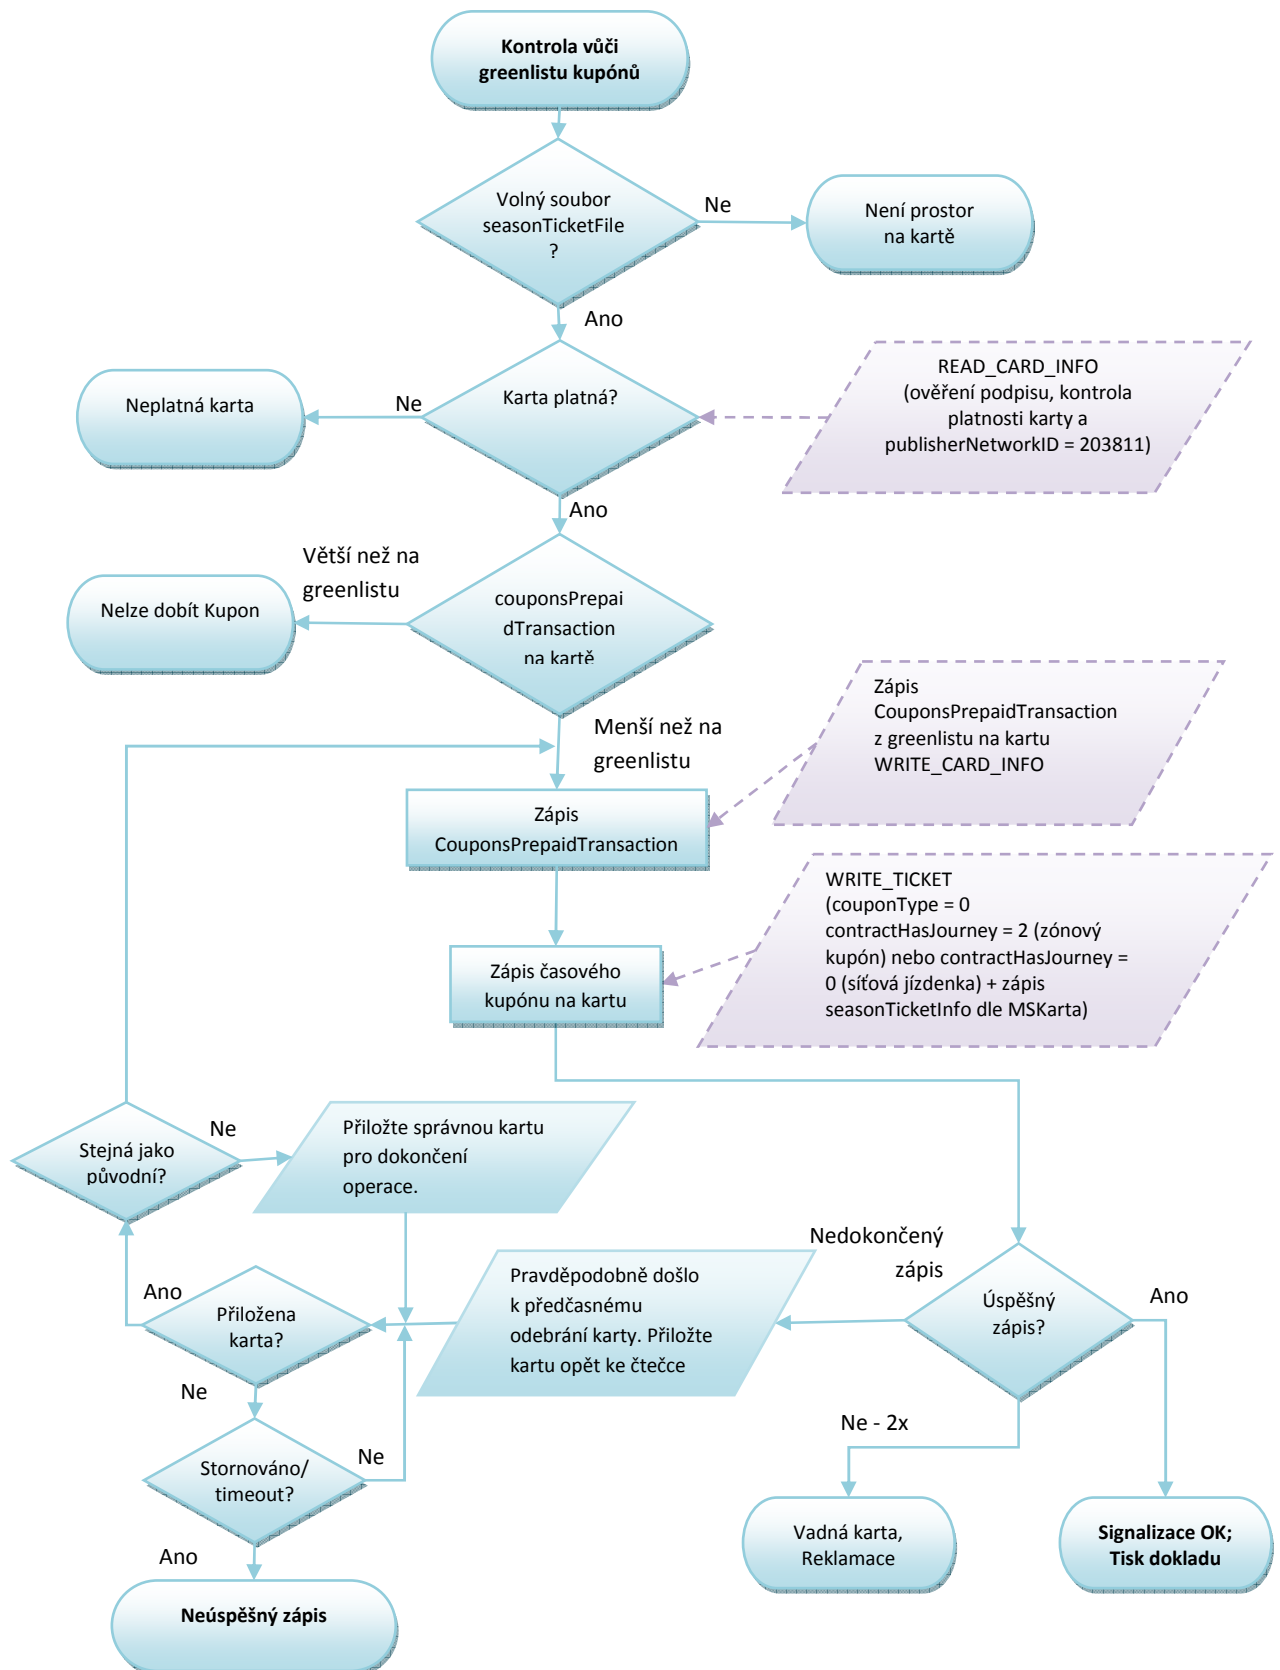 Kontrola vůči
greenlistu kupónů
Volný soubor
seasonTicketFile
?
Ne
Není prostor
na kartě
Ano
READ_CARD_INFO
(ověření podpisu, kontrola
platnosti karty a
publisherNetworkID = 203811)
Karta platná?
Ne
Neplatná karta
Ano
Větší než na
greenlistu
Nelze dobít Kupon
couponsPrepai
dTransaction
na kartě
Zápis
CouponsPrepaidTransaction
z greenlistu na kartu
WRITE_CARD_INFO
Menší než na
greenlistu
Zápis
CouponsPrepaidTransaction
WRITE_TICKET
(couponType = 0
contractHasJourney = 2 (zónový
kupón) nebo contractHasJourney =
0 (síťová jízdenka) + zápis
seasonTicketInfo dle MSKarta)
Zápis časového
kupónu na kartu
Stejná jako
původní?
Ne
Přiložte správnou kartu
pro dokončení
operace.
Nedokončený
zápis
Pravděpodobně došlo
k předčasnému
odebrání karty. Přiložte
kartu opět ke čtečce
Úspěšný
zápis?
Ano
Ano
Přiložena
karta?
Ne
Ne - 2x
Stornováno/
timeout?
Ne
Vadná karta,
Reklamace
Signalizace OK;
Tisk dokladu
Ano
Neúspěšný zápis